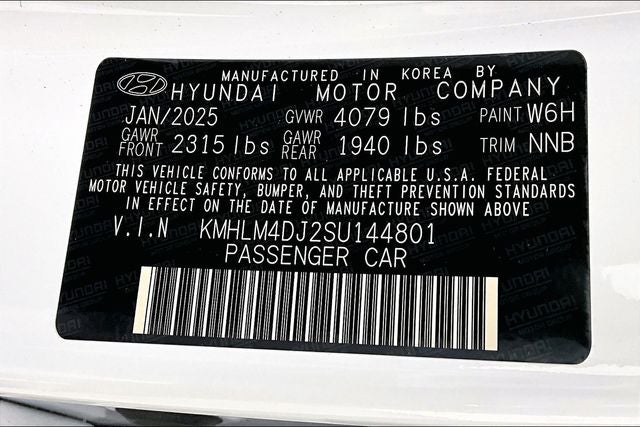 MANUFACTURED IN KOREA BY
HYUNDAI MOTOR COMPANY
JAN/2025 GVWR 4079 lbs PAINT W6H
GAWR FRONT 2315 lbs GAWR REAR 1940 lbs TRIM NNB
THIS VEHICLE CONFORMS TO ALL APPLICABLE U.S.A. FEDERAL
MOTOR VEHICLE SAFETY, BUMPER, AND THEFT PREVENTION STANDARDS
IN EFFECT ON THE DATE OF MANUFACTURE SHOWN ABOVE
V.I.N KMHLM4DJ2SU144801
PASSENGER CAR